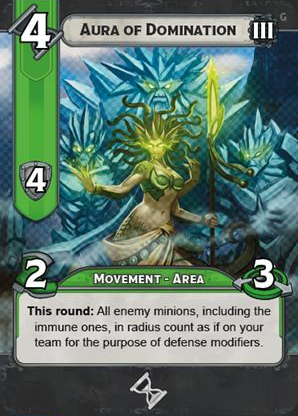 4
AURA OF DOMINATION
III
G
4
2
MOVEMENT - AREA
3
This round: All enemy minions, including the
immune ones, in radius count as if on your
team for the purpose of defense modifiers.